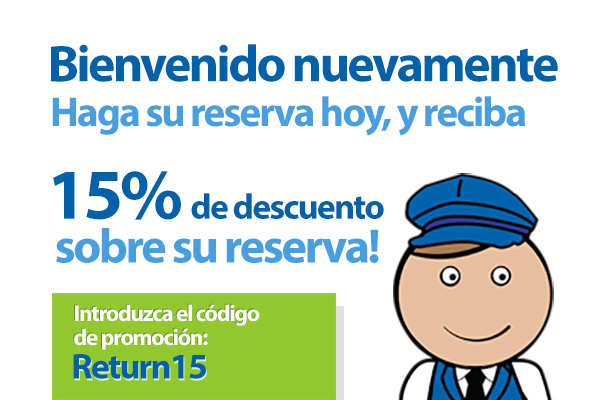 Bienvenido nuevamente
Haga su reserva hoy, y reciba
15% de descuento
sobre su reserva!
Introduzca el código
de promoción:
Return15